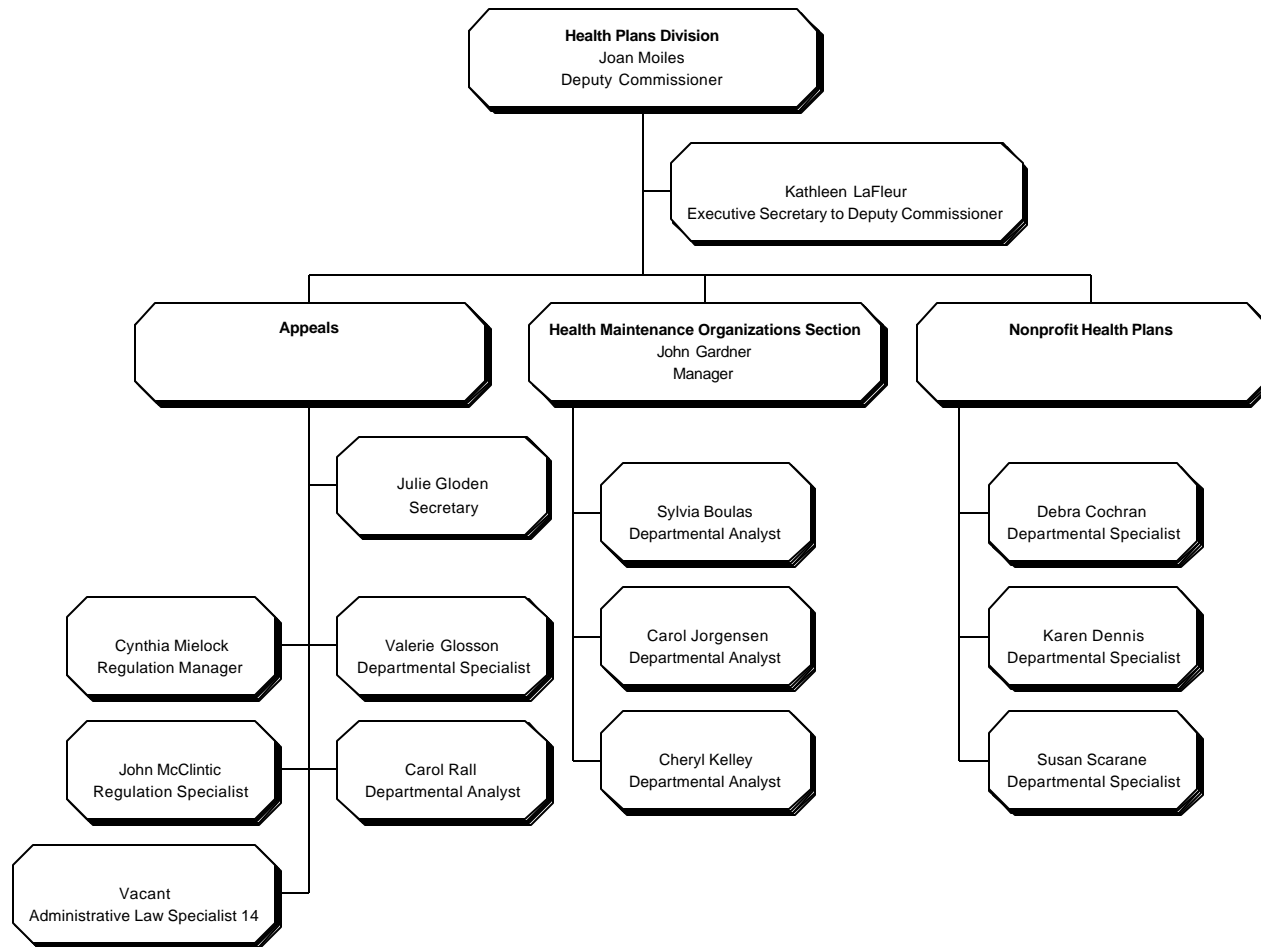 Health Plans Division
Joan Moiles
Deputy Commissioner
Kathleen LaFleur
Executive Secretary to Deputy Commissioner
Appeals
Health Maintenance Organizations Section
John Gardner
Manager
Nonprofit Health Plans
Julie Gloden
Secretary
Sylvia Boulas
Departmental Analyst
Debra Cochran
Departmental Specialist
Cynthia Mielock
Regulation Manager
Valerie Glosson
Departmental Specialist
Carol Jorgensen
Departmental Analyst
Karen Dennis
Departmental Specialist
John McClintic
Regulation Specialist
Carol Rall
Departmental Analyst
Cheryl Kelley
Departmental Analyst
Susan Scarane
Departmental Specialist
Vacant
Administrative Law Specialist 14